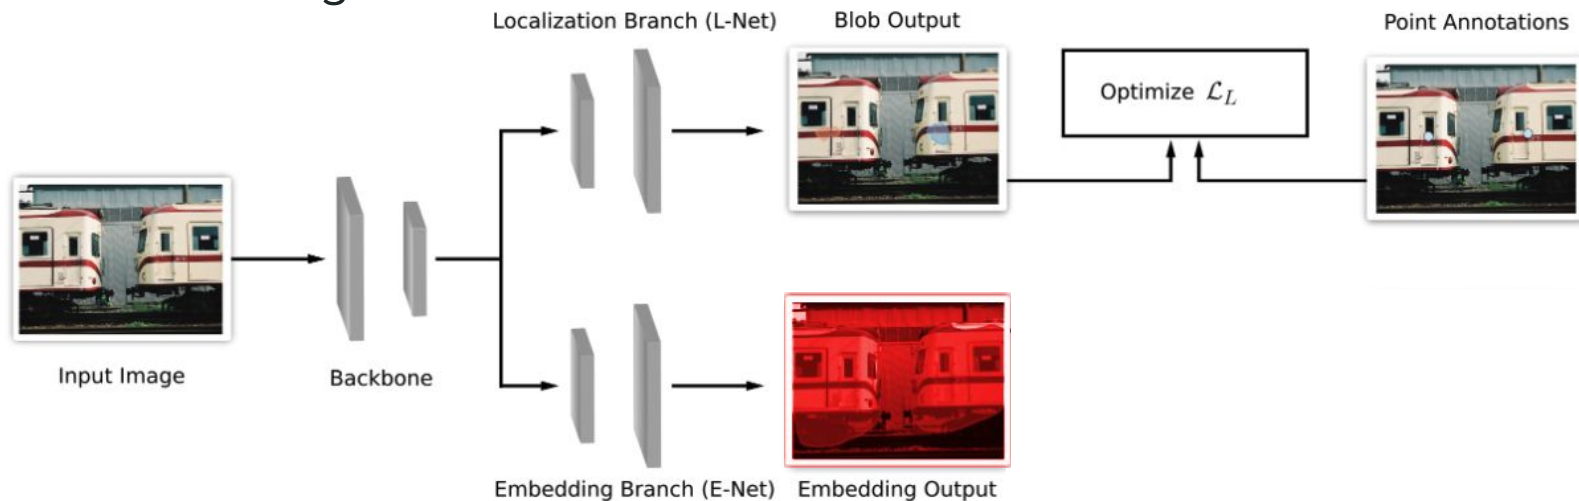 Localization Branch (L-Net)
Blob Output
Point Annotations
Optimize ℒ_L
Input Image
Backbone
Embedding Branch (E-Net)
Embedding Output